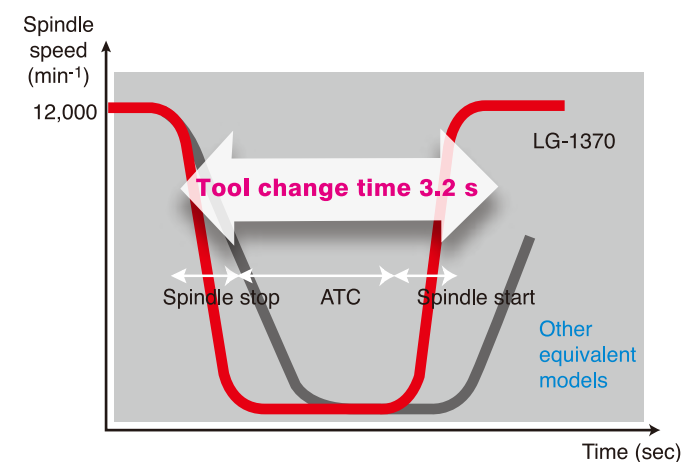 Spindle
speed
(min-1)
12,000
LG-1370
Tool change time 3.2 s
Spindle stop
ATC
Spindle start
Other
equivalent
models
Time (sec)